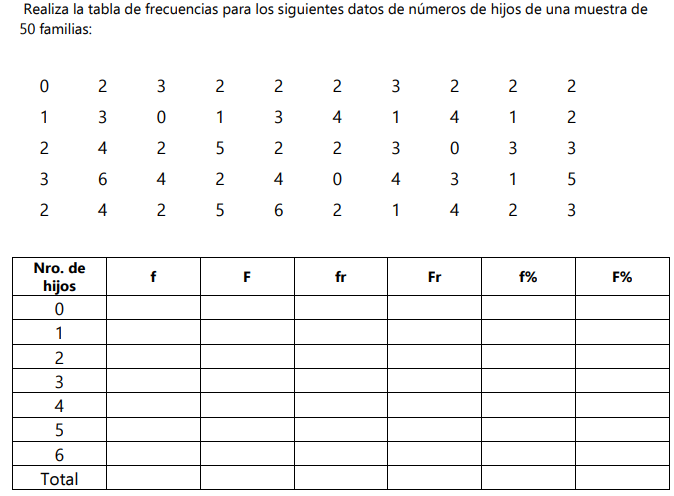 Realiza la tabla de frecuencias para los siguientes datos de números de hijos de una muestra de
50 familias:
0 2 3 2 2 2 3 2 2 2
1 3 0 1 3 4 1 4 1 2
2 4 2 5 2 2 3 0 3 3
3 6 4 2 4 0 4 3 1 5
2 4 2 5 6 2 1 4 2 3
Nro. de
hijos f F fr Fr f% F%
0
1
2
3
4
5
6
Total